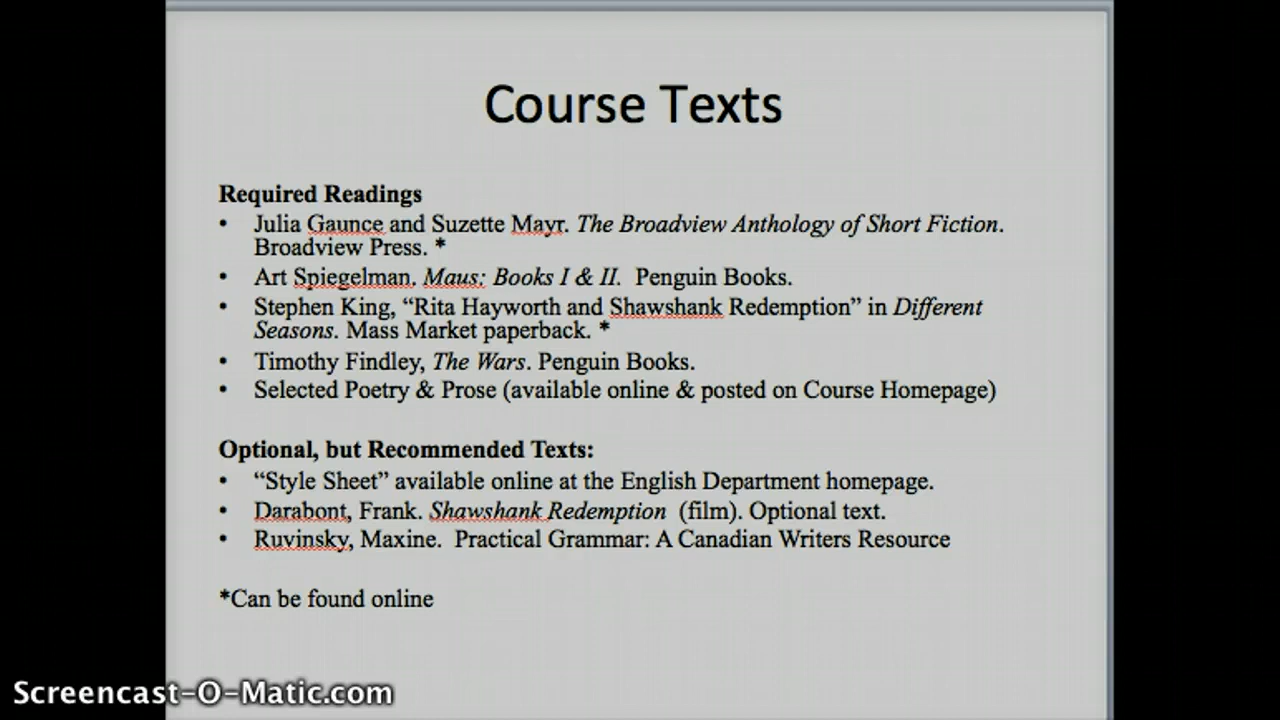 Course Texts
Required Readings
• Julia Gaunce and Suzette Mayr. The Broadview Anthology of Short Fiction.
Broadview Press. *
• Art Spiegelman. Maus; Books I & II. Penguin Books.
• Stephen King, “Rita Hayworth and Shawshank Redemption” in Different
Seasons. Mass Market paperback. *
• Timothy Findley, The Wars. Penguin Books.
• Selected Poetry & Prose (available online & posted on Course Homepage)
Optional, but Recommended Texts:
• “Style Sheet” available online at the English Department homepage.
• Darabont, Frank. Shawshank Redemption (film). Optional text.
• Ruvinsky, Maxine. Practical Grammar: A Canadian Writers Resource
*Can be found online
Screencast-O-Matic.com